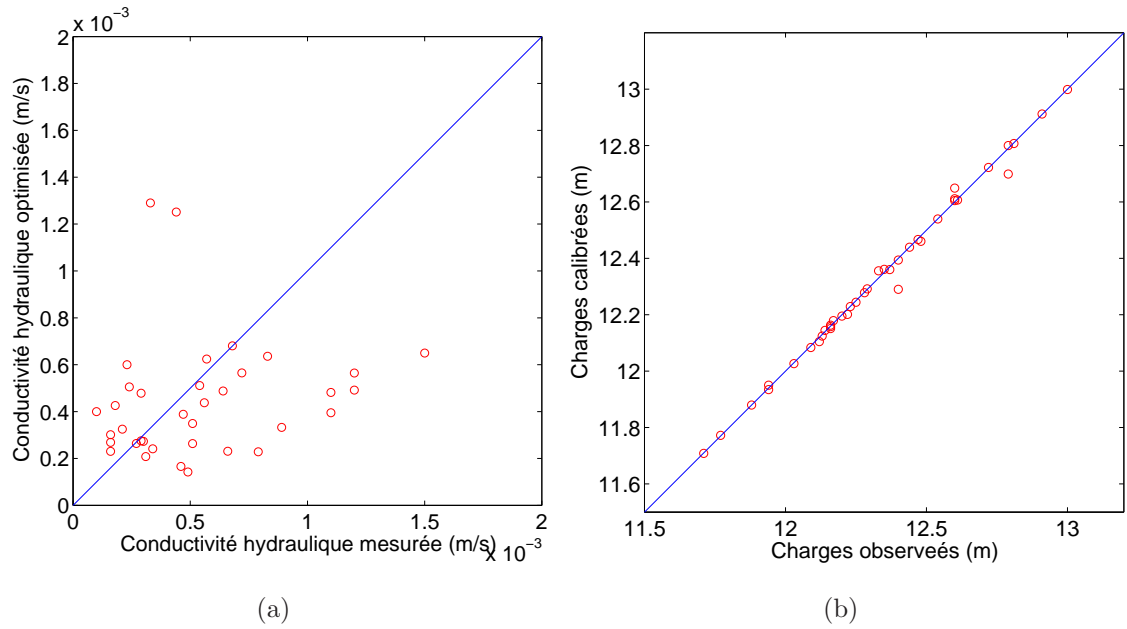 x 10⁻³
2
1.8
1.6
1.4
1.2
1
0.8
0.6
0.4
0.2
0
Conductivité hydraulique optimisée (m/s)
0 0.5 1 1.5 2
Conductivité hydraulique mesurée (m/s)
x 10⁻³
(a)
13
12.8
12.6
12.4
12.2
12
11.8
11.6
Charges calibrées (m)
11.5 12 12.5 13
Charges observeés (m)
(b)